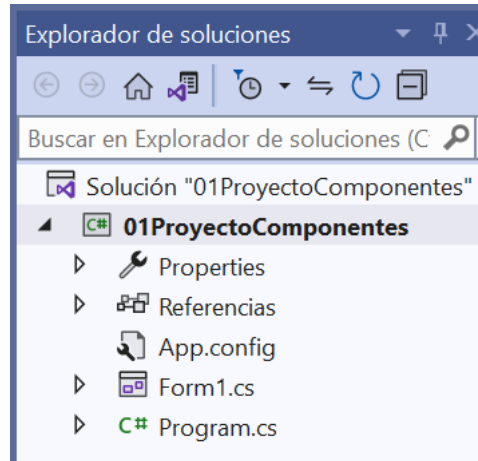 Explorador de soluciones
Buscar en Explorador de soluciones (C
Solución "01ProyectoComponentes"
C# 01ProyectoComponentes
Properties
Referencias
App.config
Form1.cs
C# Program.cs